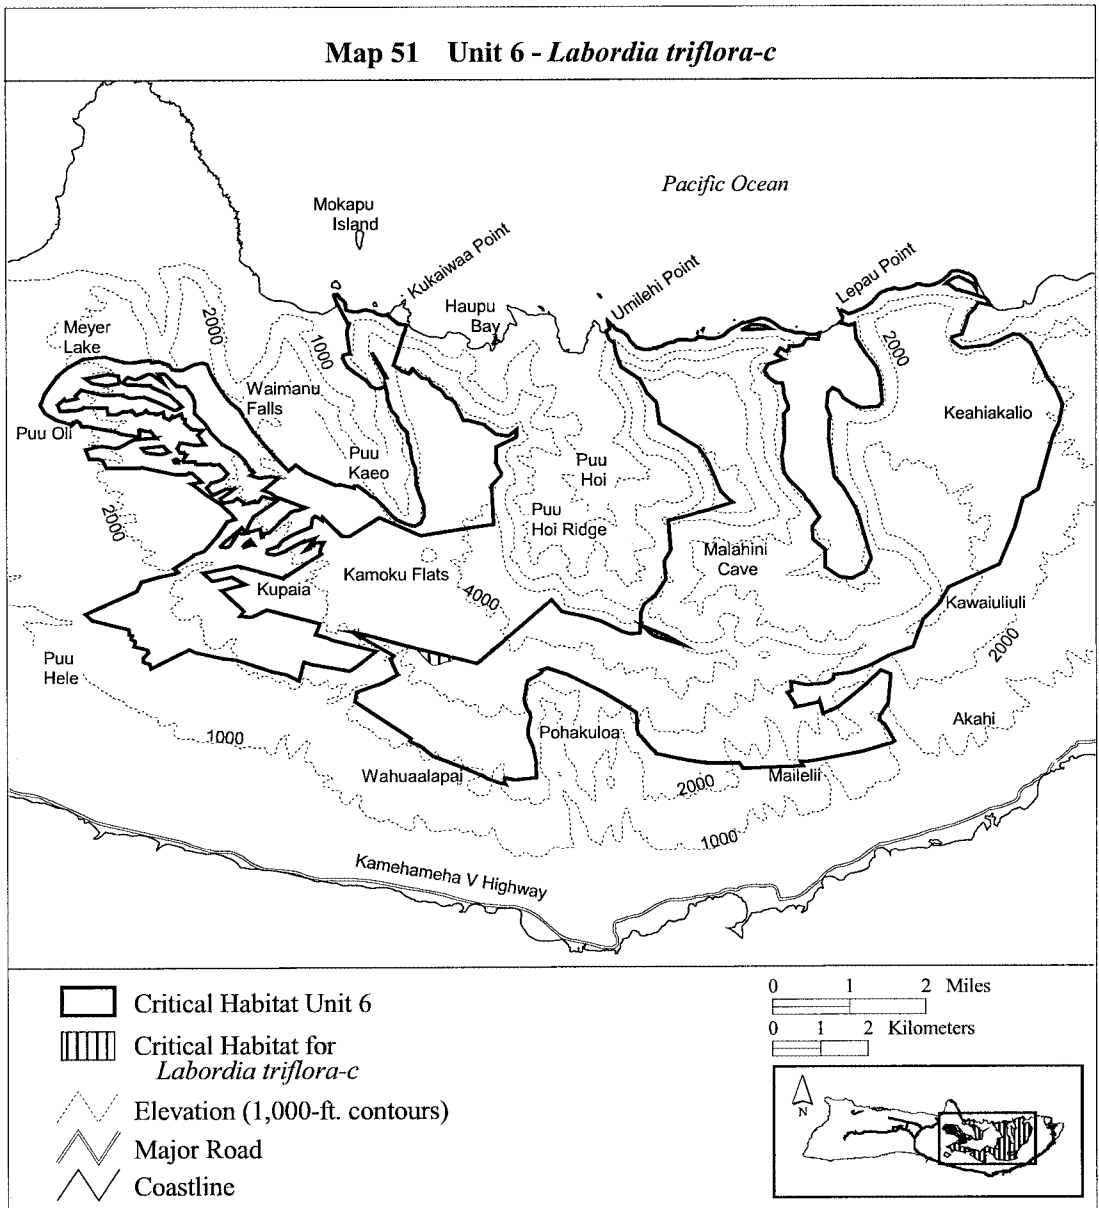 Map 51 Unit 6 - Labordia triflora-c
Pacific Ocean
Mokapu
Island
Kukaiwaa Point
Haupu
Bay
Umilehi Point
Lepau Point
Meyer
Lake
2000
1000
2000
Waimanu
Falls
Keahiakalio
Puu Oli
Puu
Kaeo
Puu
Hoi
2000
Puu
Hoi Ridge
Malahini
Cave
Kamoku Flats
Kupaia
4000
Kawaiuliuli
2000
Puu
Hele
Akahi
1000
Pohakuloa
Wahuaalapai
2000
Mailelii
1000
Kamehameha V Highway
Critical Habitat Unit 6
Critical Habitat for
Labordia triflora-c
Elevation (1,000-ft. contours)
Major Road
Coastline
0 1 2 Miles
0 1 2 Kilometers
N